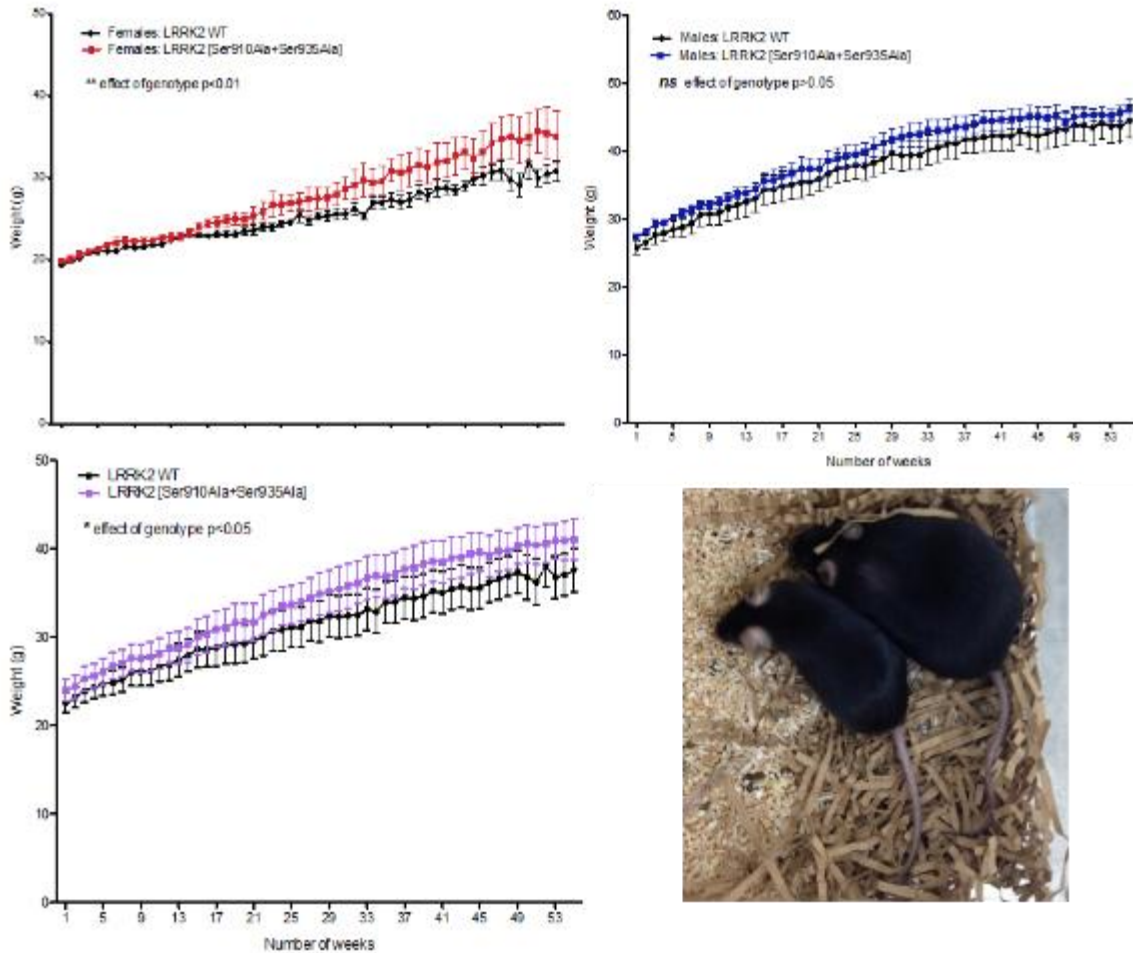 50
40
30
20
10
0
Weight (g)
Females: LRRK2 WT
Females: LRRK2 [Ser910Ala+Ser935Ala]
** effect of genotype p<0.01
60
50
40
30
20
10
0
Weight (g)
Males: LRRK2 WT
Males: LRRK2 [Ser910Ala+Ser935Ala]
ns effect of genotype p>0.05
1 5 9 13 17 21 25 29 33 37 41 45 49 53
Number of weeks
50
40
30
20
10
0
Weight (g)
LRRK2 WT
LRRK2 [Ser910Ala+Ser935Ala]
* effect of genotype p<0.05
1 5 9 13 17 21 25 29 33 37 41 45 49 53
Number of weeks